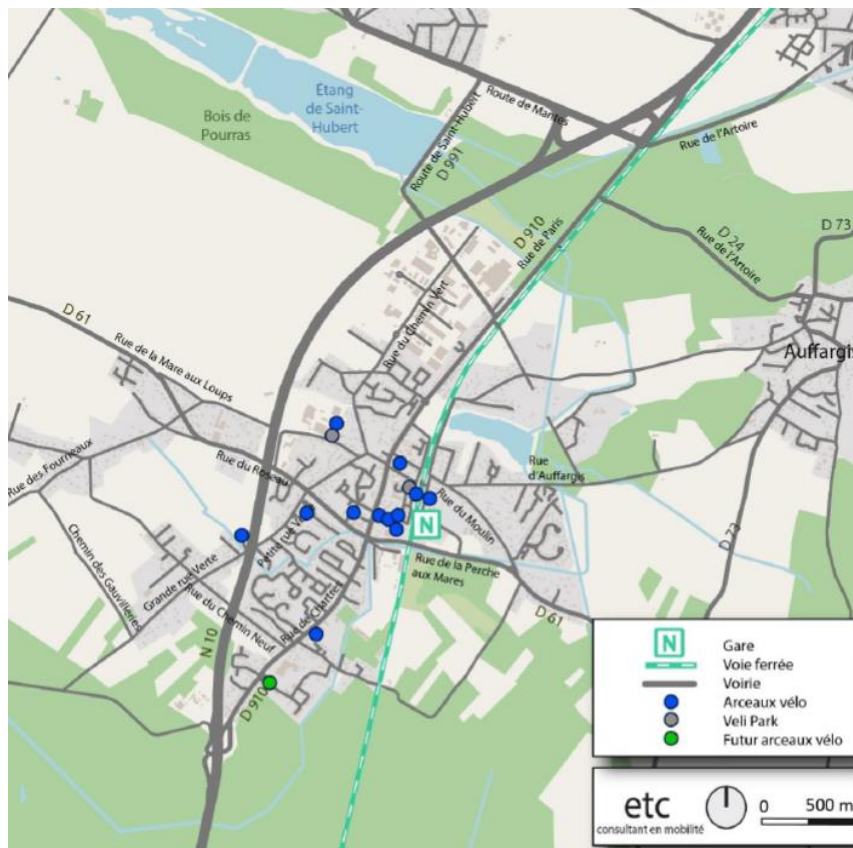 Étang
de Saint-
Hubert
Bois de
Pourras
Route de Mantes
Route de Saint-Hubert
D 991
Rue de l'Artoire
D 910
Rue de Paris
D 73
D 24
Rue de l'Artoire
Rue du Chemin Vert
D 61
Rue de la Mare aux Loups
Auffargis
Rue des Fourneaux
Rue du Roseau
Rue
d'Auffargis
Rue du Moulin
Petite rue Verte
N
Chemin des Gauvilleries
Grande rue Verte
Rue du Chemin Neuf
Rue de Chartres
Rue de la Perche
aux Mares
D 73
D 61
N 10
D 910
N
Gare
Voie ferrée
Voirie
Arceaux vélo
Veli Park
Futur arceaux vélo
etc
consultant en mobilité
0 500 m